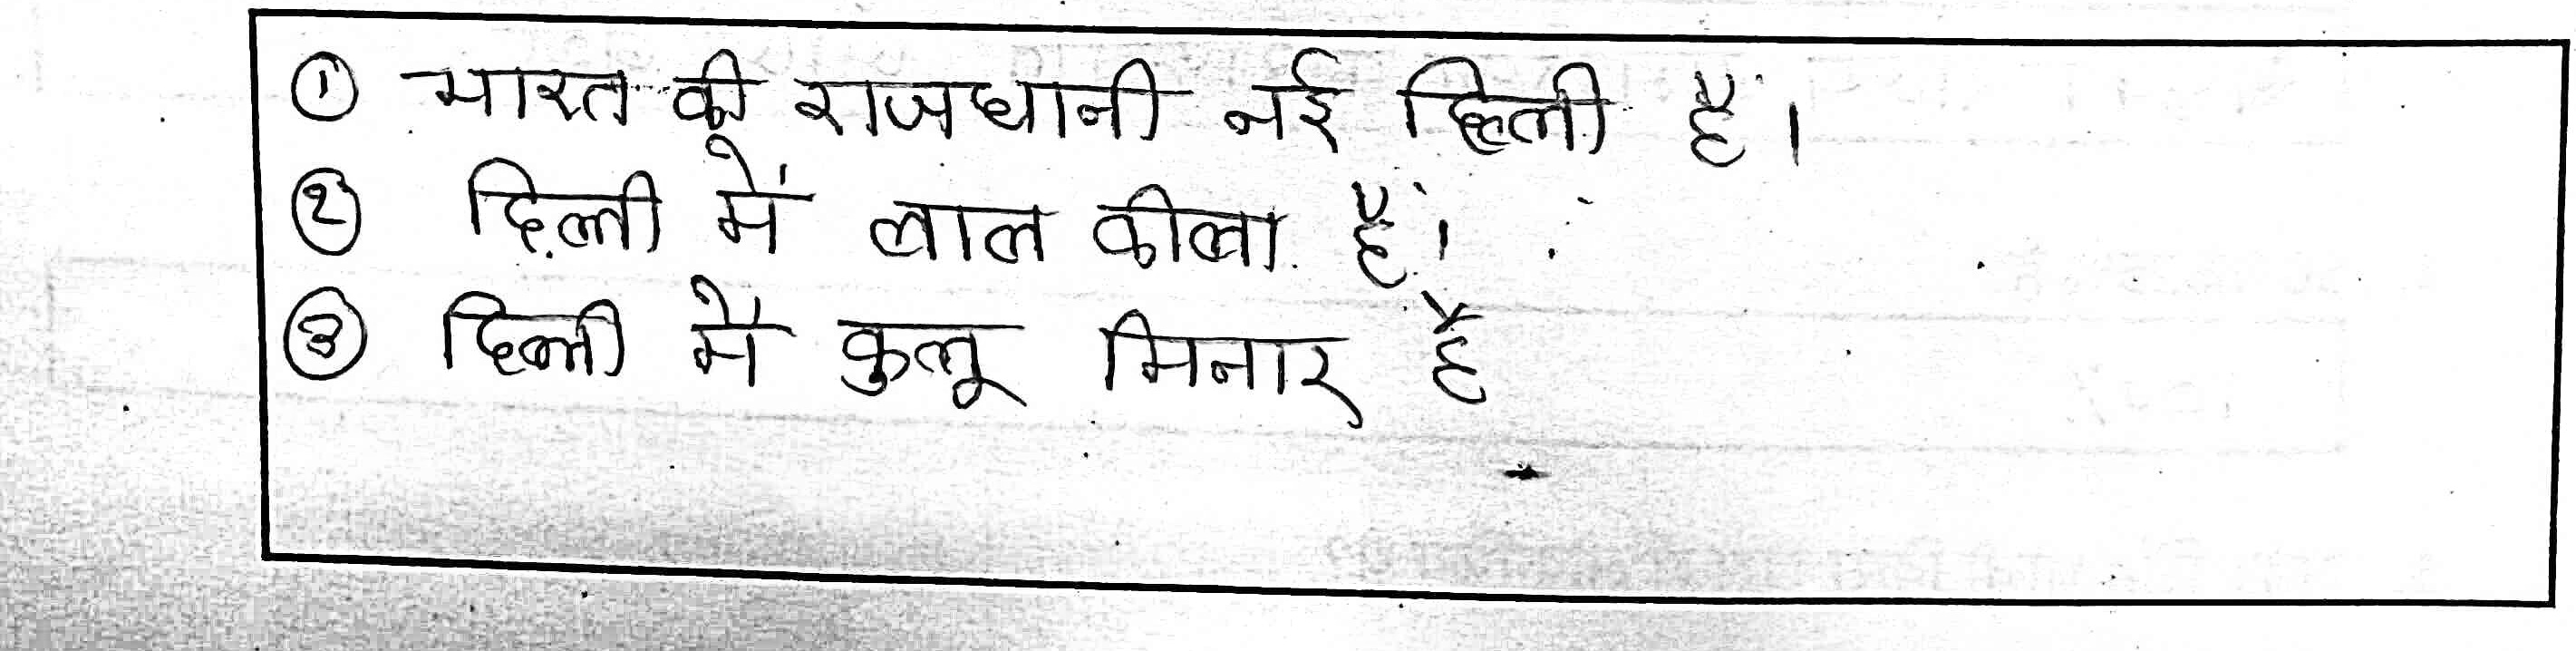 ① भारत की राजधानी नई दिल्ली है।
② दिल्ली में लाल कीला है।
③ दिल्ली मे कुलू मिनार है